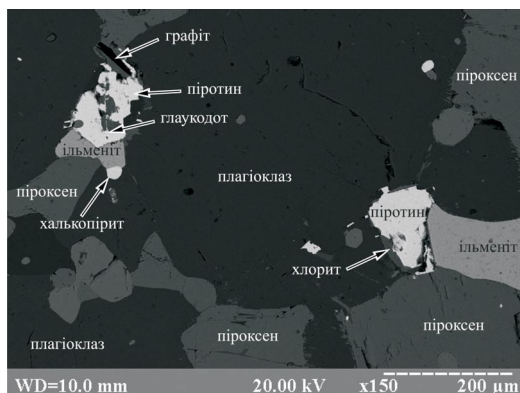 графіт
піроксен
піротин
глаукодот
ільменіт
плагіоклаз
піроксен
халькопірит
піротин
ільменіт
хлорит
піроксен
піроксен
плагіоклаз
WD=10.0 mm 20.00 kV x150 200 µm